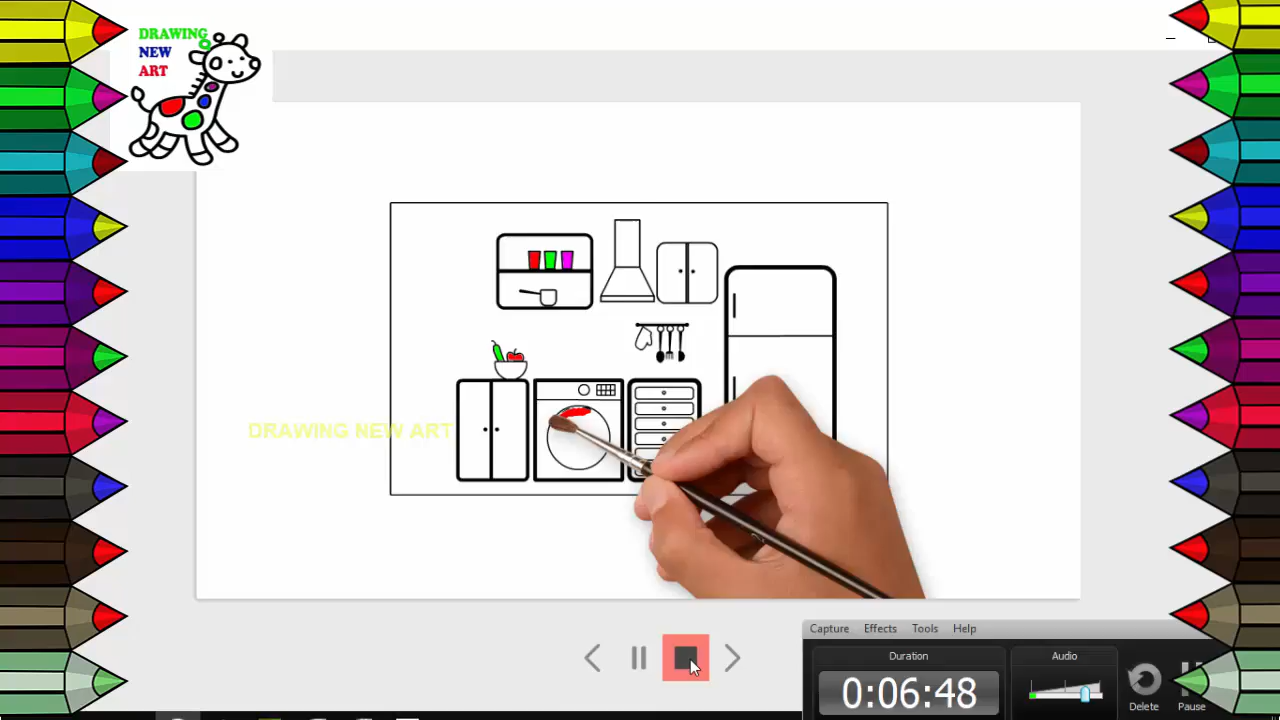 DRAWING
NEW
ART
DRAWING NEW ART
Capture Effects Tools Help
Duration Audio
0:06:48
Delete Pause